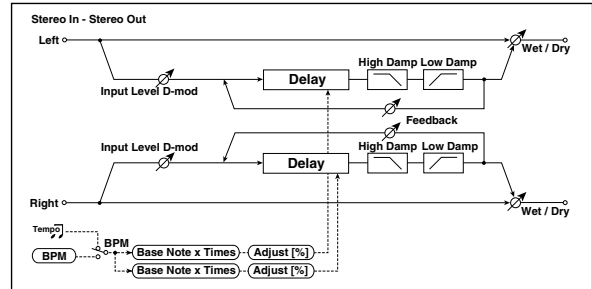 Stereo In - Stereo Out
Left
Wet / Dry
High Damp Low Damp
Delay
Input Level D-mod
Feedback
Input Level D-mod
High Damp Low Damp
Delay
Right
Wet / Dry
Tempo
BPM
BPM
Base Note x Times Adjust [%]
Base Note x Times Adjust [%]